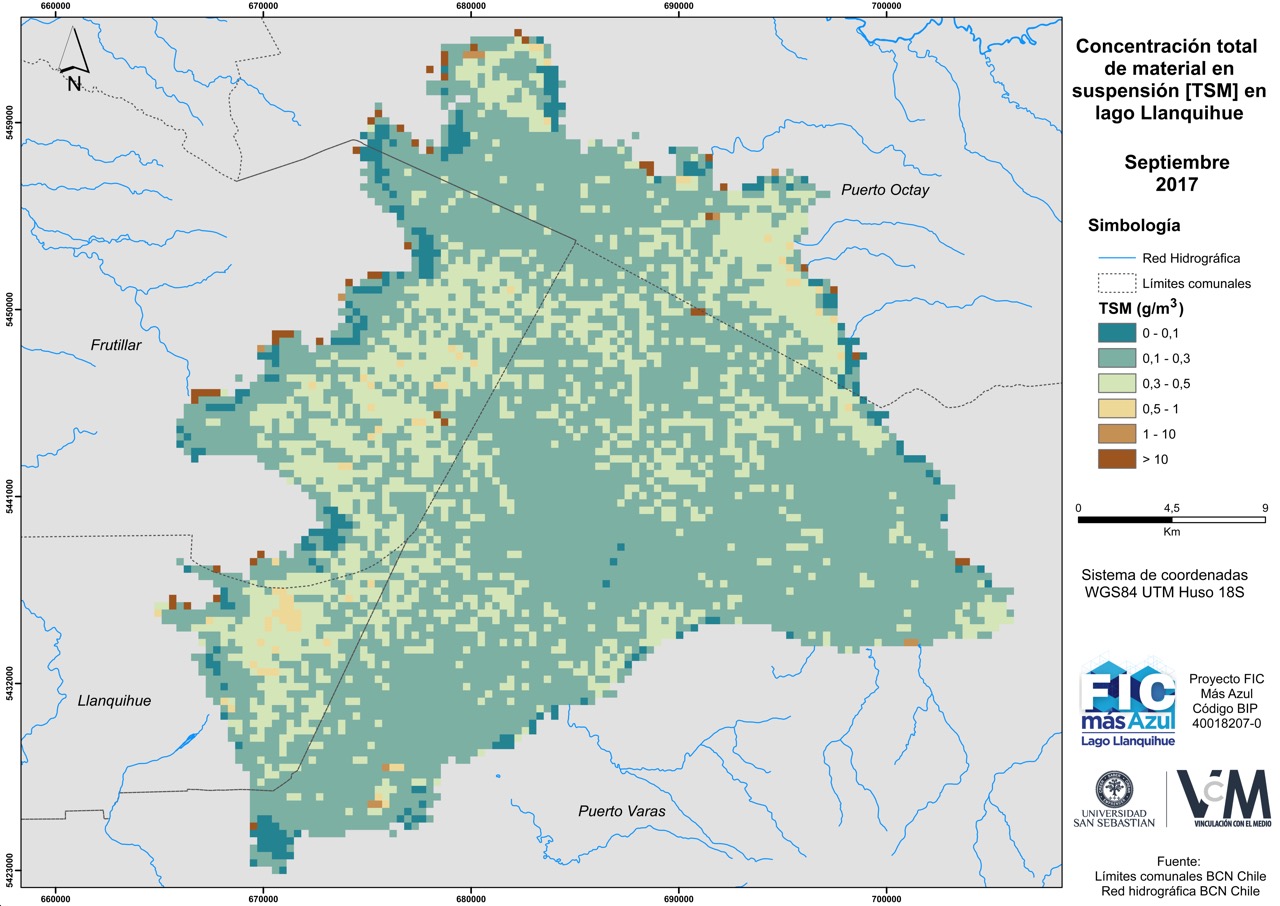 660000
670000
680000
690000
700000
Concentración total
de material en
suspensión [TSM] en
lago Llanquihue
Septiembre
2017
Simbología
Red Hidrográfica
Límites comunales
TSM (g/m³)
0 - 0,1
0,1 - 0,3
0,3 - 0,5
0,5 - 1
1 - 10
> 10
0
4,5
9
Km
Sistema de coordenadas
WGS84 UTM Huso 18S
FIC
más Azul
Lago Llanquihue
Proyecto FIC
Más Azul
Código BIP
40018207-0
UNIVERSIDAD
SAN SEBASTIAN
VcM
VINCULACIÓN CON EL MEDIO
Fuente:
Límites comunales BCN Chile
Red hidrográfica BCN Chile
N
Puerto Octay
Frutillar
Llanquihue
Puerto Varas
5459000
5450000
5441000
5432000
5423000
660000
670000
680000
690000
700000